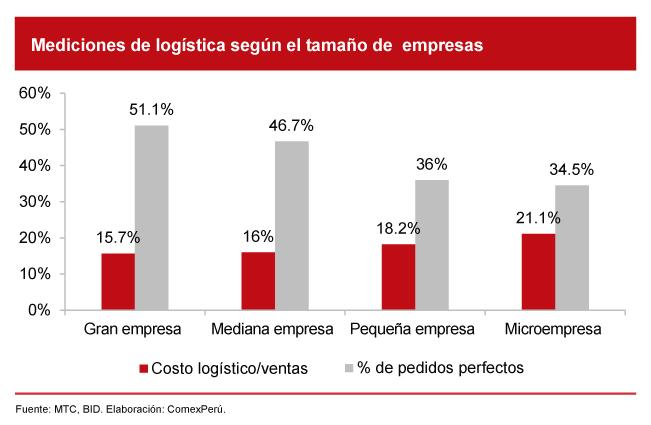 Mediciones de logística según el tamaño de empresas
60%
50%
40%
30%
20%
10%
0%
15.7%
51.1%
16%
46.7%
18.2%
36%
21.1%
34.5%
Gran empresa
Mediana empresa
Pequeña empresa
Microempresa
Costo logístico/ventas
% de pedidos perfectos
Fuente: MTC, BID. Elaboración: ComexPerú.